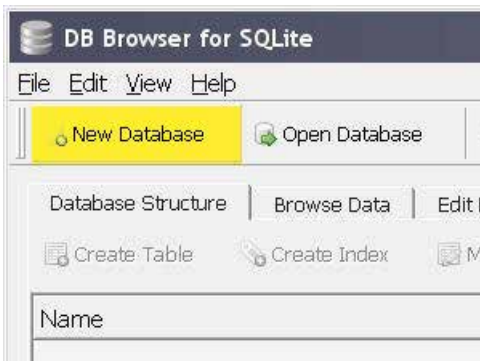 DB Browser for SQLite
File Edit View Help
New Database Open Database
Database Structure Browse Data Edit
Create Table Create Index
Name